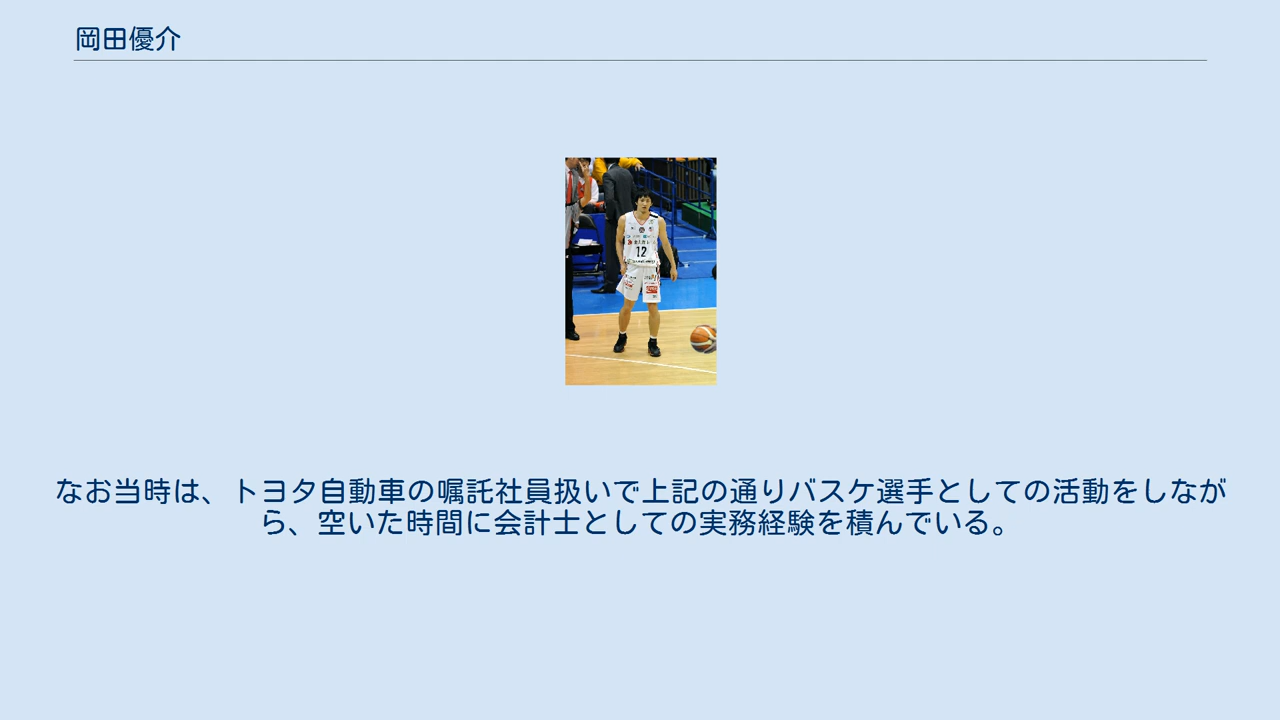 岡田優介
12
なお当時は、トヨタ自動車の嘱託社員扱いで上記の通りバスケ選手としての活動をしなが
ら、空いた時間に会計士としての実務経験を積んでいる。